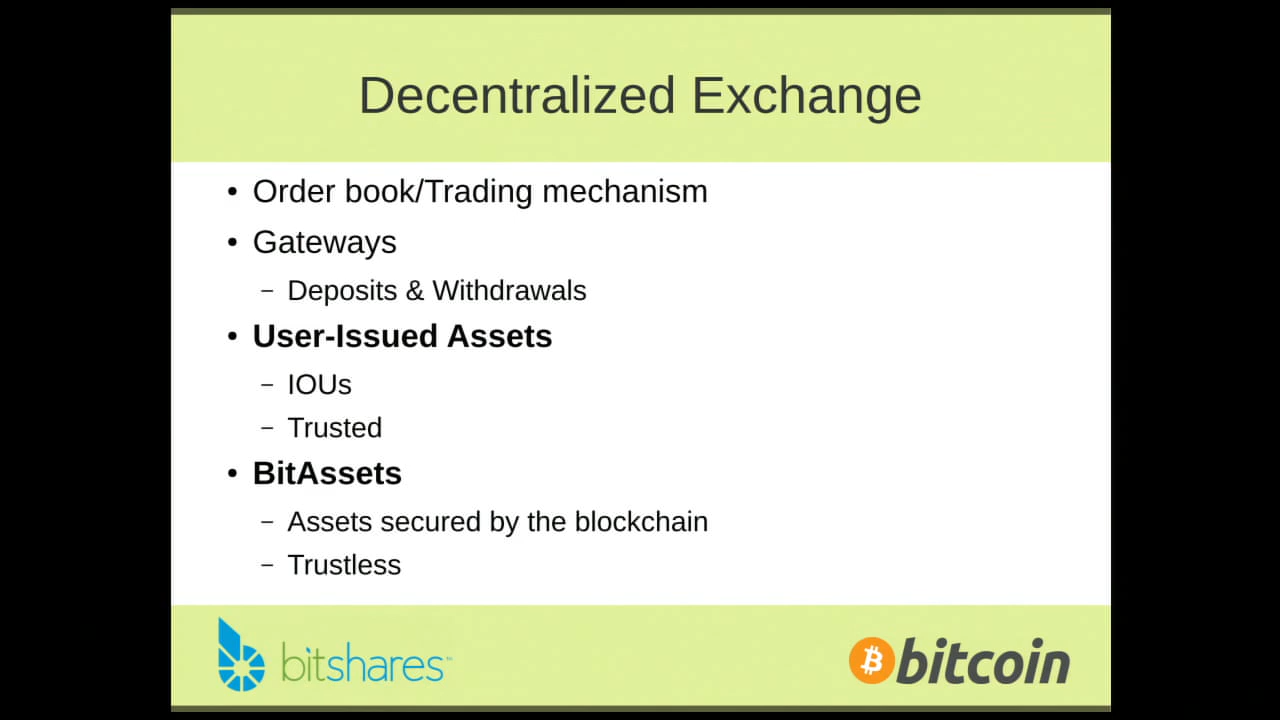 Decentralized Exchange
• Order book/Trading mechanism
• Gateways
– Deposits & Withdrawals
• User-Issued Assets
– IOUs
– Trusted
• BitAssets
– Assets secured by the blockchain
– Trustless
bitshares™
bitcoin